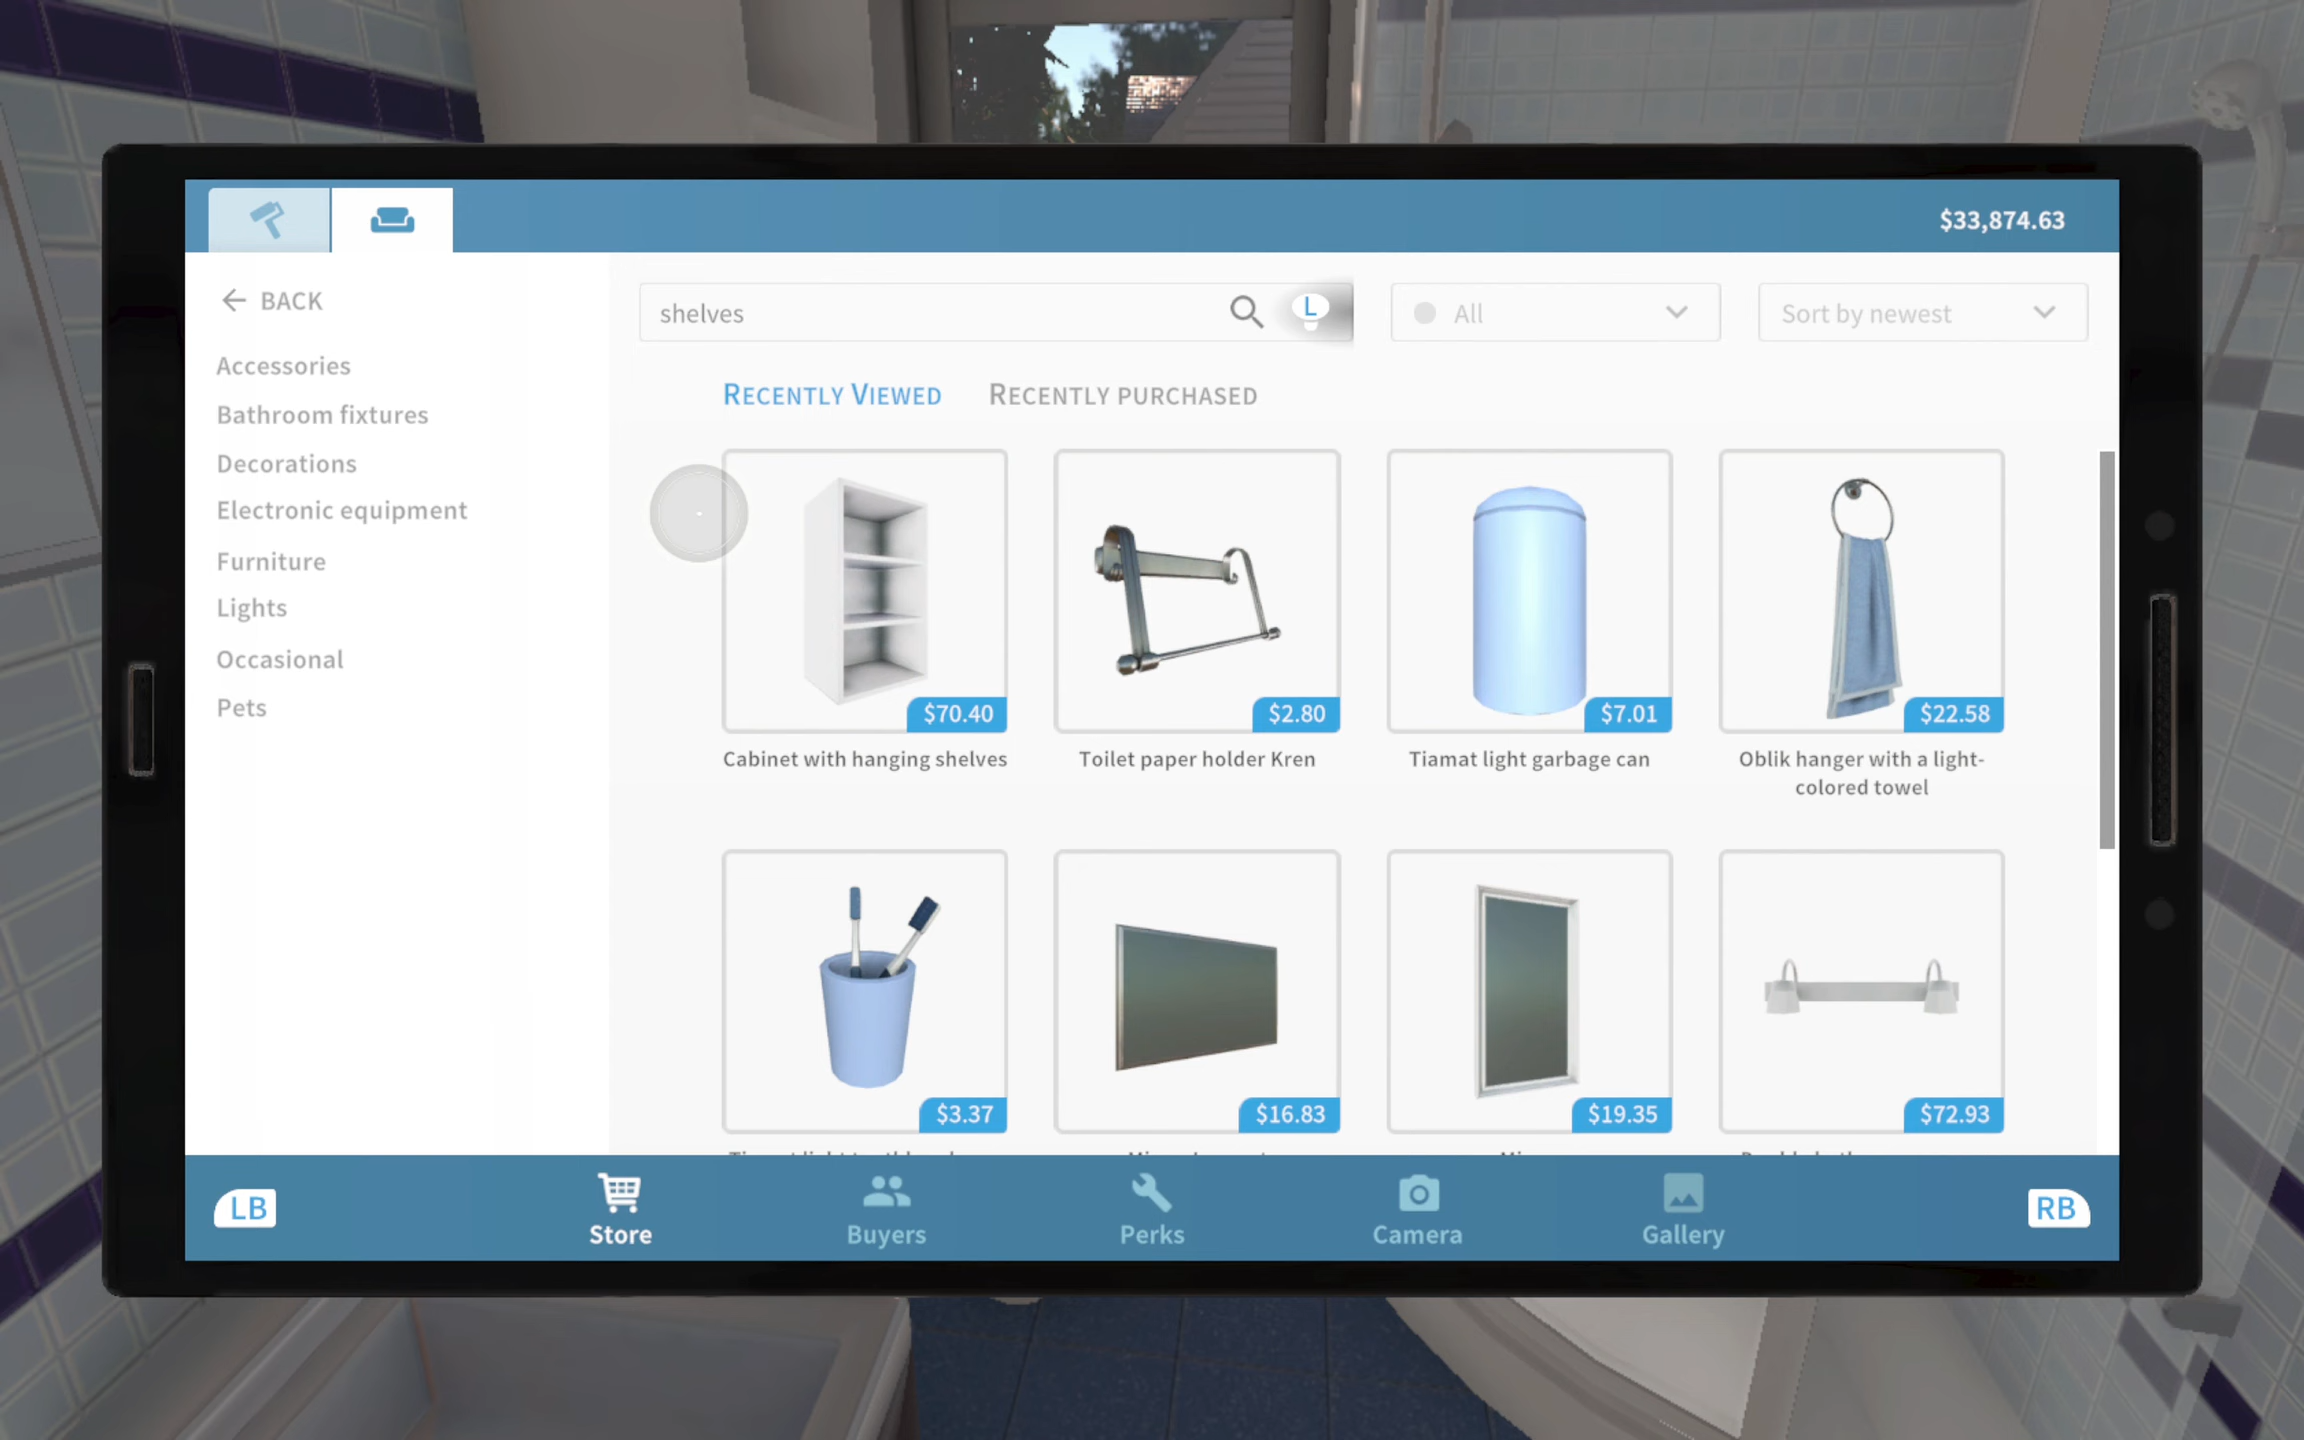 $33,874.63
BACK
shelves
L
All
Sort by newest
Accessories
Bathroom fixtures
Decorations
Electronic equipment
Furniture
Lights
Occasional
Pets
RECENTLY VIEWED
RECENTLY PURCHASED
$70.40
$2.80
$7.01
$22.58
Cabinet with hanging shelves
Toilet paper holder Kren
Tiamat light garbage can
Oblik hanger with a light-
colored towel
$3.37
$16.83
$19.35
$72.93
LB
Store
Buyers
Perks
Camera
Gallery
RB